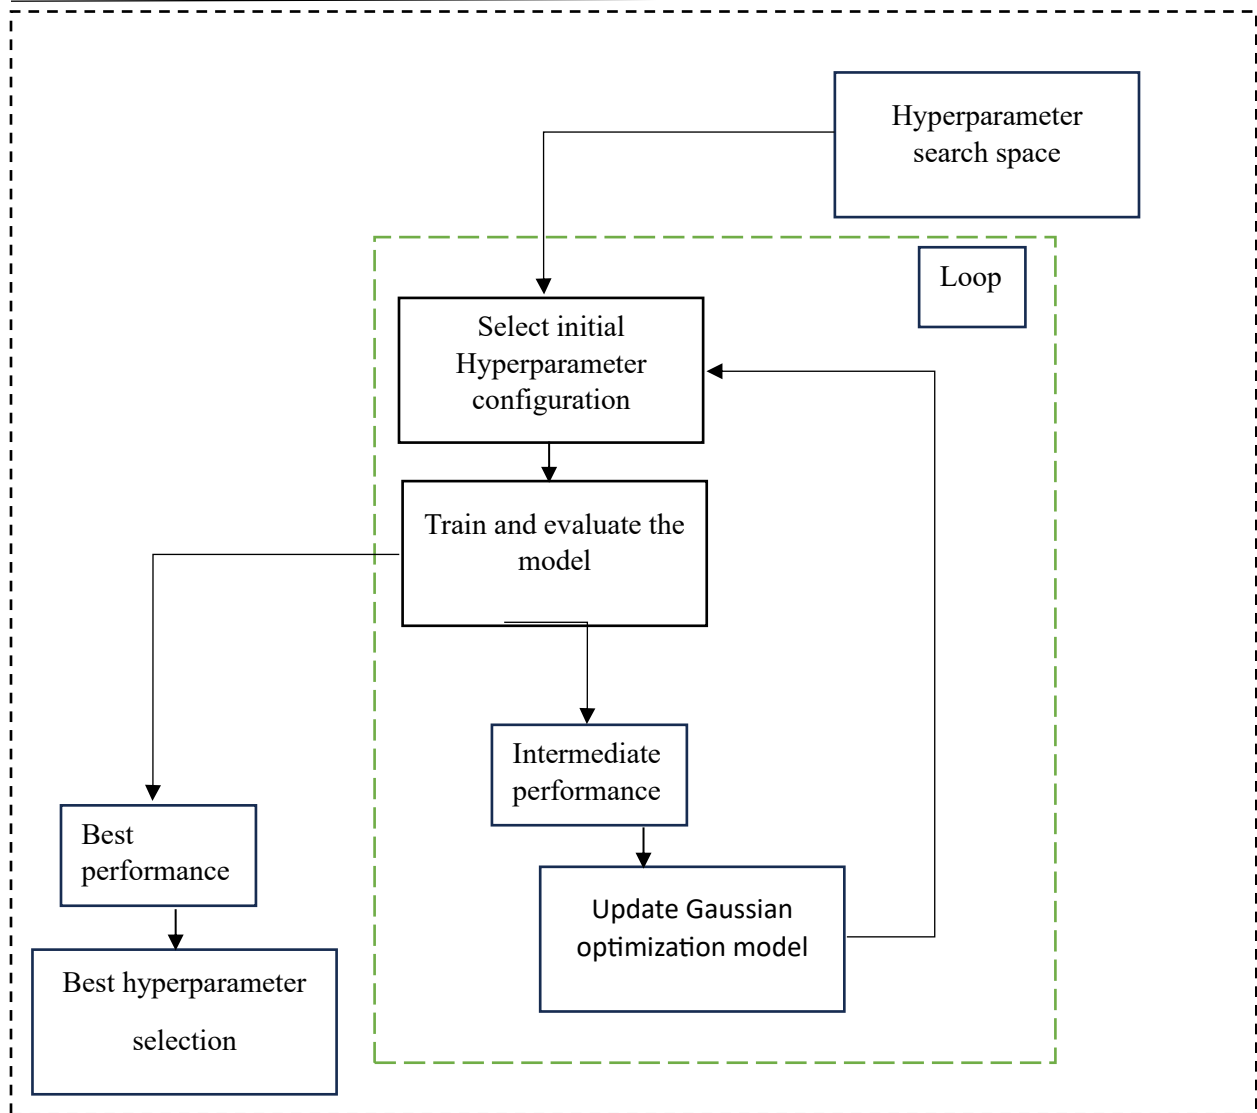 Hyperparameter
search space
Loop
Select initial
Hyperparameter
configuration
Train and evaluate the
model
Intermediate
performance
Best
performance
Update Gaussian
optimization model
Best hyperparameter
selection